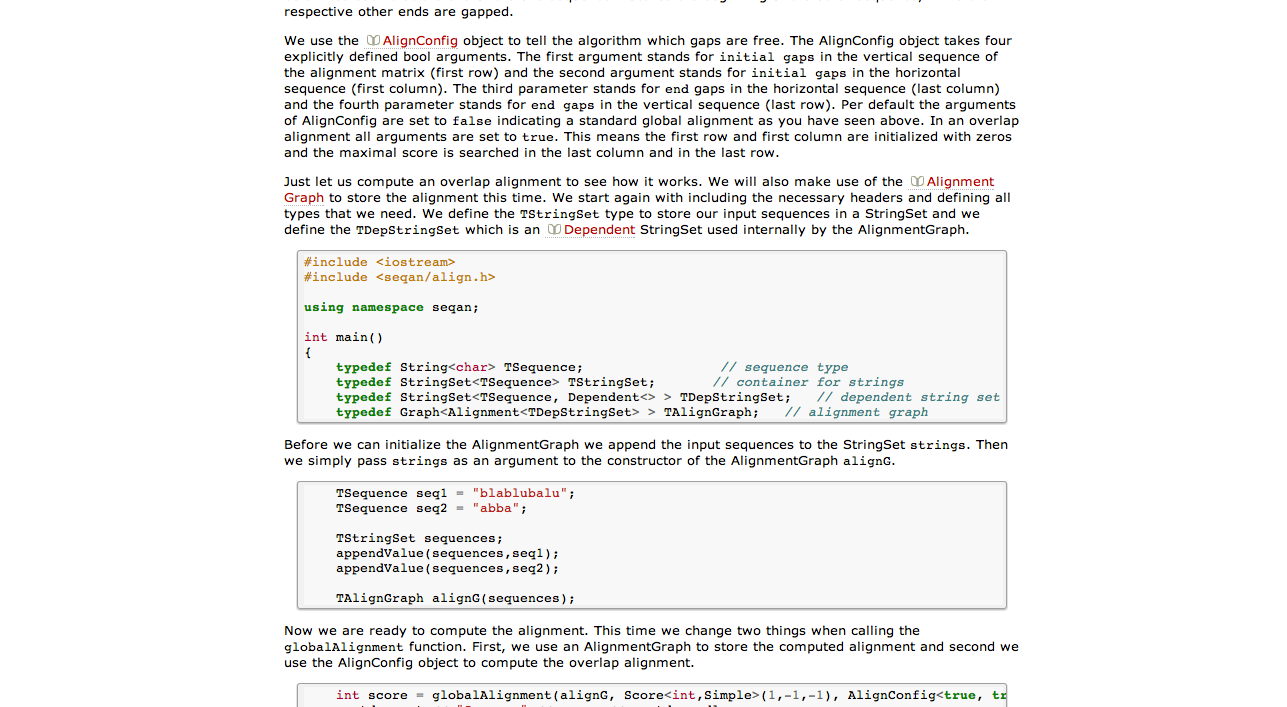 respective other ends are gapped.
We use the AlignConfig object to tell the algorithm which gaps are free. The AlignConfig object takes four
explicitly defined bool arguments. The first argument stands for initial gaps in the vertical sequence of
the alignment matrix (first row) and the second argument stands for initial gaps in the horizontal
sequence (first column). The third parameter stands for end gaps in the horizontal sequence (last column)
and the fourth parameter stands for end gaps in the vertical sequence (last row). Per default the arguments
of AlignConfig are set to false indicating a standard global alignment as you have seen above. In an overlap
alignment all arguments are set to true. This means the first row and first column are initialized with zeros
and the maximal score is searched in the last column and in the last row.
Just let us compute an overlap alignment to see how it works. We will also make use of the Alignment
Graph to store the alignment this time. We start again with including the necessary headers and defining all
types that we need. We define the TStringSet type to store our input sequences in a StringSet and we
define the TDepStringSet which is an Dependent StringSet used internally by the AlignmentGraph.
#include <iostream>
#include <seqan/align.h>
using namespace seqan;
int main()
{
typedef String<char> TSequence; // sequence type
typedef StringSet<TSequence> TStringSet; // container for strings
typedef StringSet<TSequence, Dependent<> > TDepStringSet; // dependent string set
typedef Graph<Alignment<TDepStringSet> > TAlignGraph; // alignment graph
Before we can initialize the AlignmentGraph we append the input sequences to the StringSet strings. Then
we simply pass strings as an argument to the constructor of the AlignmentGraph alignG.
TSequence seq1 = "blablubalu";
TSequence seq2 = "abba";
TStringSet sequences;
appendValue(sequences,seq1);
appendValue(sequences,seq2);
TAlignGraph alignG(sequences);
Now we are ready to compute the alignment. This time we change two things when calling the
globalAlignment function. First, we use an AlignmentGraph to store the computed alignment and second we
use the AlignConfig object to compute the overlap alignment.
int score = globalAlignment(alignG, Score<int,Simple>(1,-1,-1), AlignConfig<true, tr